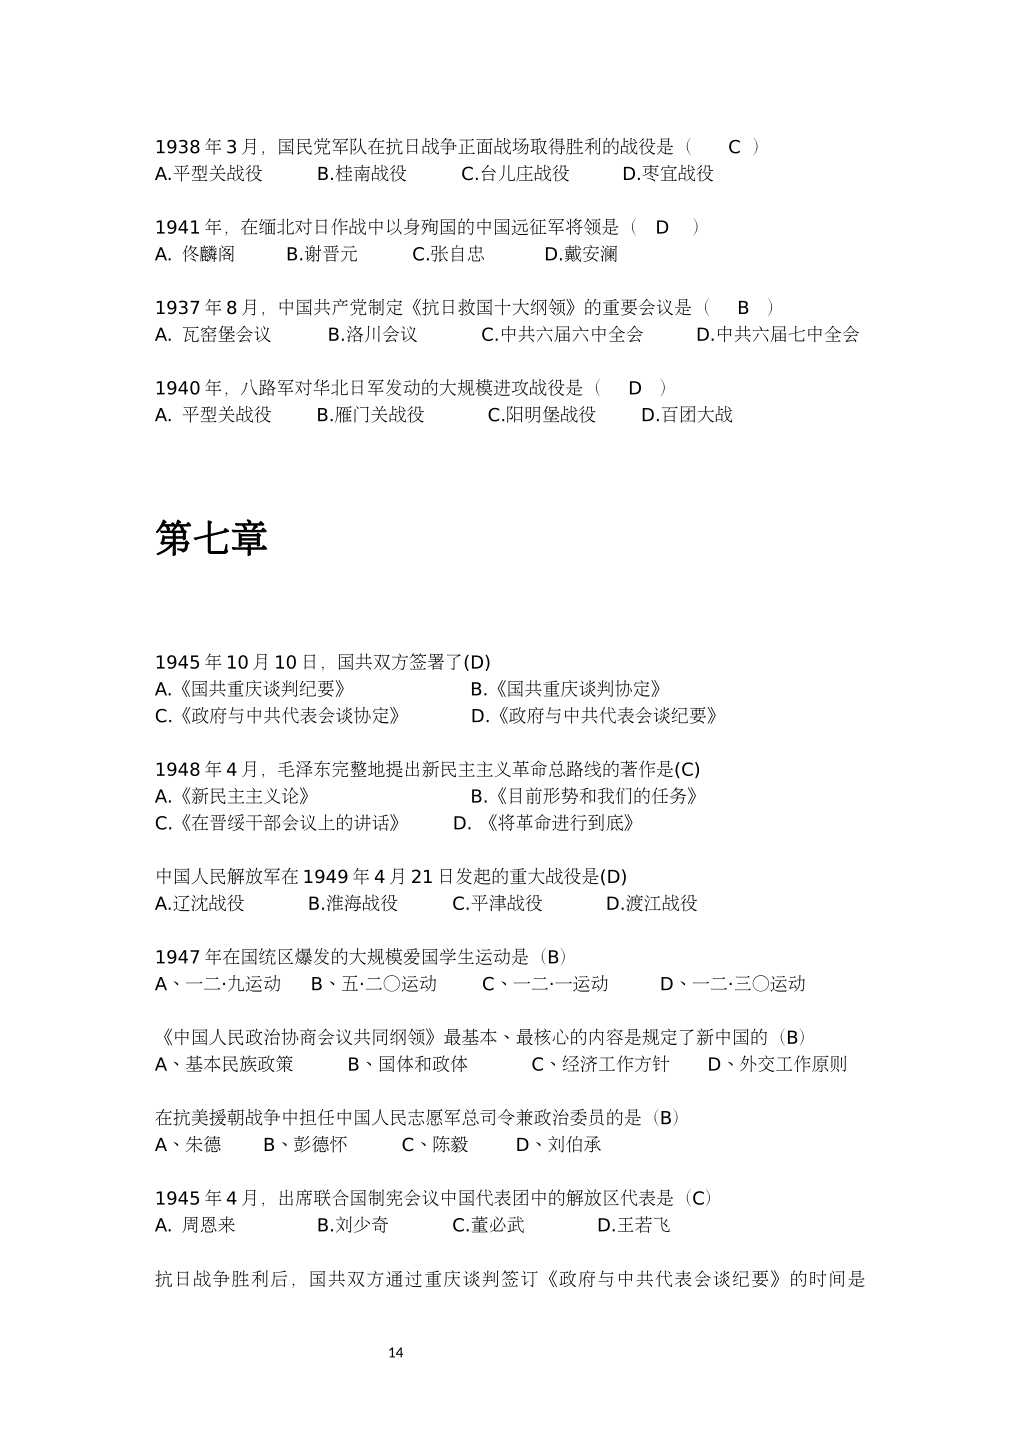 1938 年 3 月，国民党军队在抗日战争正面战场取得胜利的战役是（ C ）
A.平型关战役 B.桂南战役 C.台儿庄战役 D.枣宜战役
1941 年，在缅北对日作战中以身殉国的中国远征军将领是（ D ）
A. 佟麟阁 B.谢晋元 C.张自忠 D.戴安澜
1937 年 8 月，中国共产党制定《抗日救国十大纲领》的重要会议是（ B ）
A. 瓦窑堡会议 B.洛川会议 C.中共六届六中全会 D.中共六届七中全会
1940 年，八路军对华北日军发动的大规模进攻战役是（ D ）
A. 平型关战役 B.雁门关战役 C.阳明堡战役 D.百团大战
第七章
1945 年 10 月 10 日，国共双方签署了(D)
A.《国共重庆谈判纪要》 B.《国共重庆谈判协定》
C.《政府与中共代表会谈协定》 D.《政府与中共代表会谈纪要》
1948 年 4 月，毛泽东完整地提出新民主主义革命总路线的著作是(C)
A.《新民主主义论》 B.《目前形势和我们的任务》
C.《在晋绥干部会议上的讲话》 D. 《将革命进行到底》
中国人民解放军在 1949 年 4 月 21 日发起的重大战役是(D)
A.辽沈战役 B.淮海战役 C.平津战役 D.渡江战役
1947 年在国统区爆发的大规模爱国学生运动是（B）
A、一二·九运动 B、五·二〇运动 C、一二·一运动 D、一二·三〇运动
《中国人民政治协商会议共同纲领》最基本、最核心的内容是规定了新中国的（B）
A、基本民族政策 B、国体和政体 C、经济工作方针 D、外交工作原则
在抗美援朝战争中担任中国人民志愿军总司令兼政治委员的是（B）
A、朱德 B、彭德怀 C、陈毅 D、刘伯承
1945 年 4 月，出席联合国制宪会议中国代表团中的解放区代表是（C）
A. 周恩来 B.刘少奇 C.董必武 D.王若飞
抗日战争胜利后，国共双方通过重庆谈判签订《政府与中共代表会谈纪要》的时间是
14